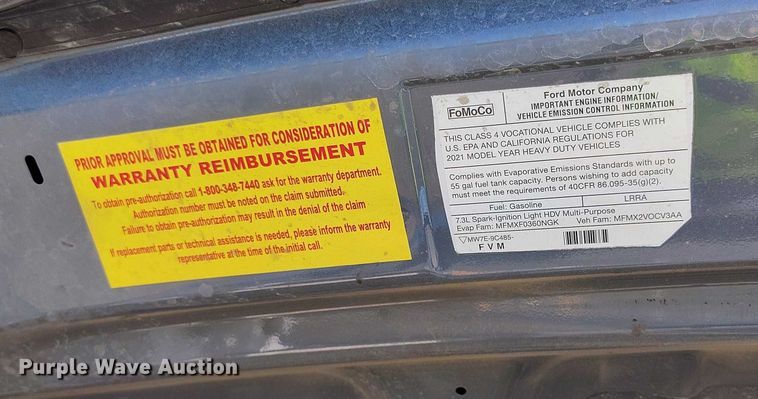 PRIOR APPROVAL MUST BE OBTAINED FOR CONSIDERATION OF
WARRANTY REIMBURSEMENT
To obtain pre-authorization call 1-800-348-7440 ask for the warranty department.
Authorization number must be noted on the claim submitted.
Failure to obtain pre-authorization may result in the denial of the claim
If replacement parts or technical assistance is needed, please inform the warranty
representative at the time of the initial call.
FoMoCo
Ford Motor Company
IMPORTANT ENGINE INFORMATION/
VEHICLE EMISSION CONTROL INFORMATION
THIS CLASS 4 VOCATIONAL VEHICLE COMPLIES WITH
U.S. EPA AND CALIFORNIA REGULATIONS FOR
2021 MODEL YEAR HEAVY DUTY VEHICLES
Complies with Evaporative Emissions Standards with up to
55 gal fuel tank capacity. Persons wishing to add capacity
must meet the requirements of 40CFR 86.095-35(g)(2).
Fuel: Gasoline LRRA
7.3L Spark-Ignition Light HDV Multi-Purpose
Evap Fam: MFMXF0360NGK Veh Fam: MFMX2VOCV3AA
MW7E-9C485-
F V M
Purple Wave Auction